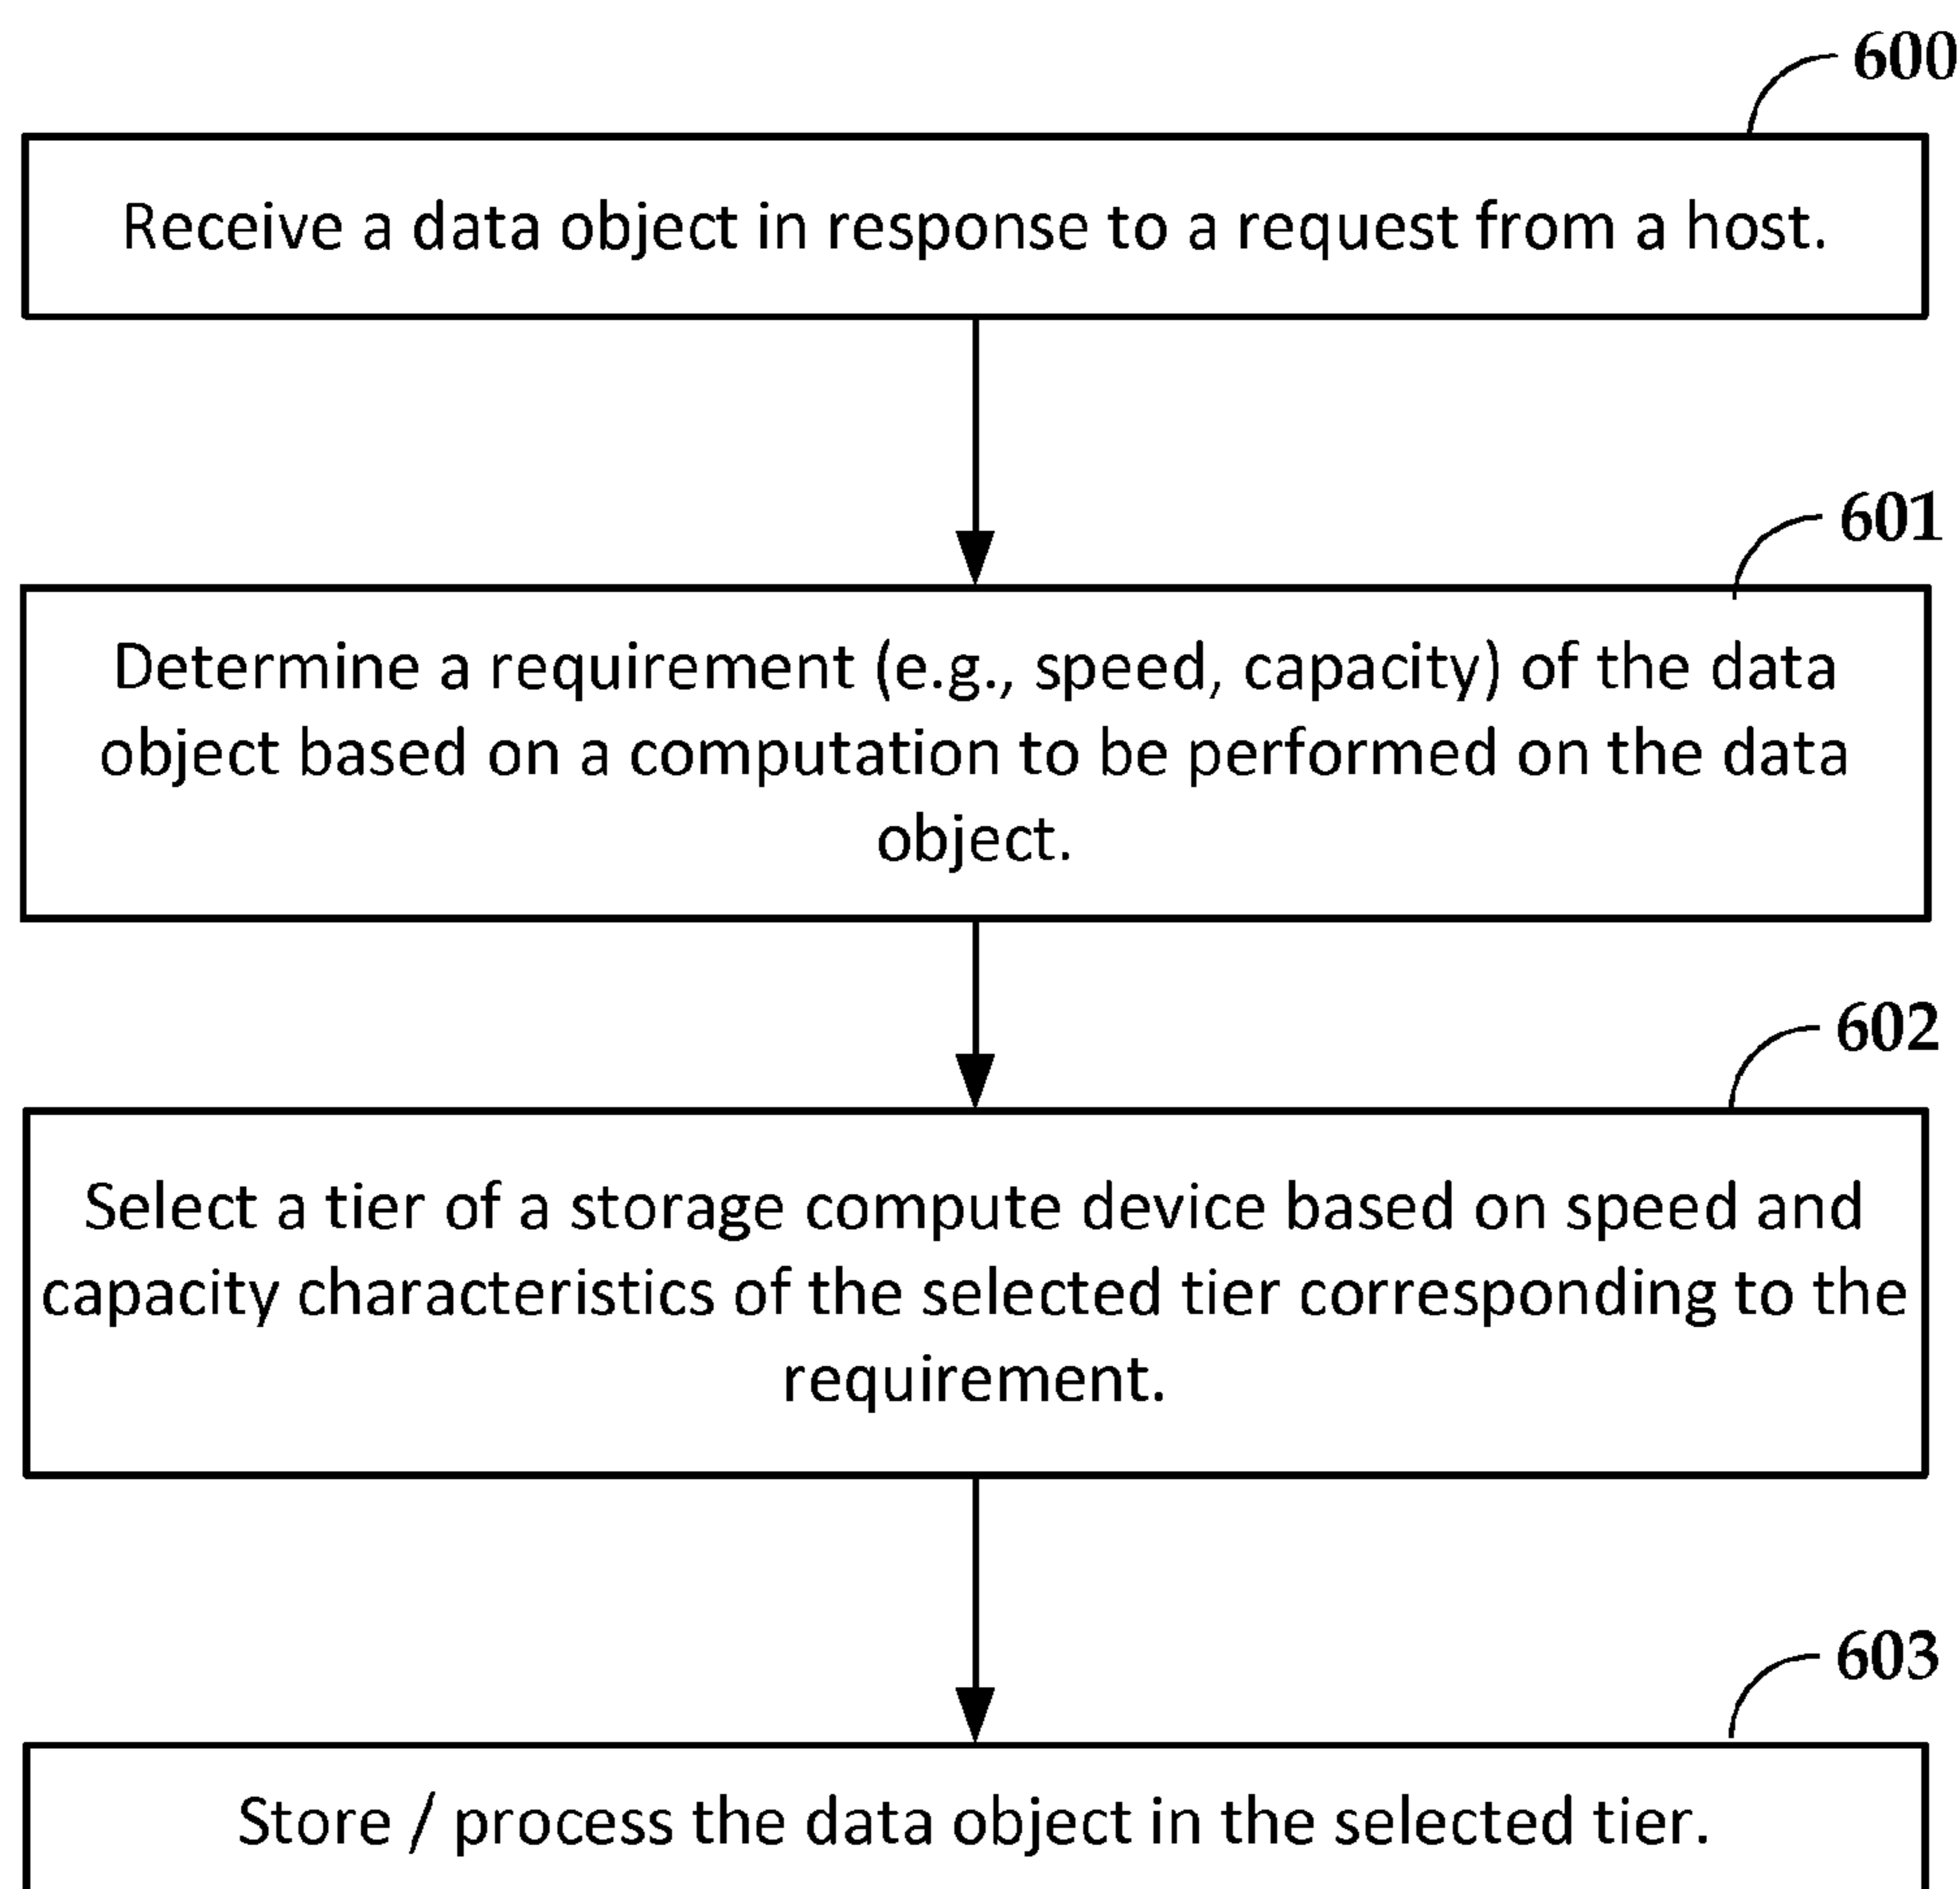 600
Receive a data object in response to a request from a host.
601
Determine a requirement (e.g., speed, capacity) of the data
object based on a computation to be performed on the data
object.
602
Select a tier of a storage compute device based on speed and
capacity characteristics of the selected tier corresponding to the
requirement.
603
Store / process the data object in the selected tier.